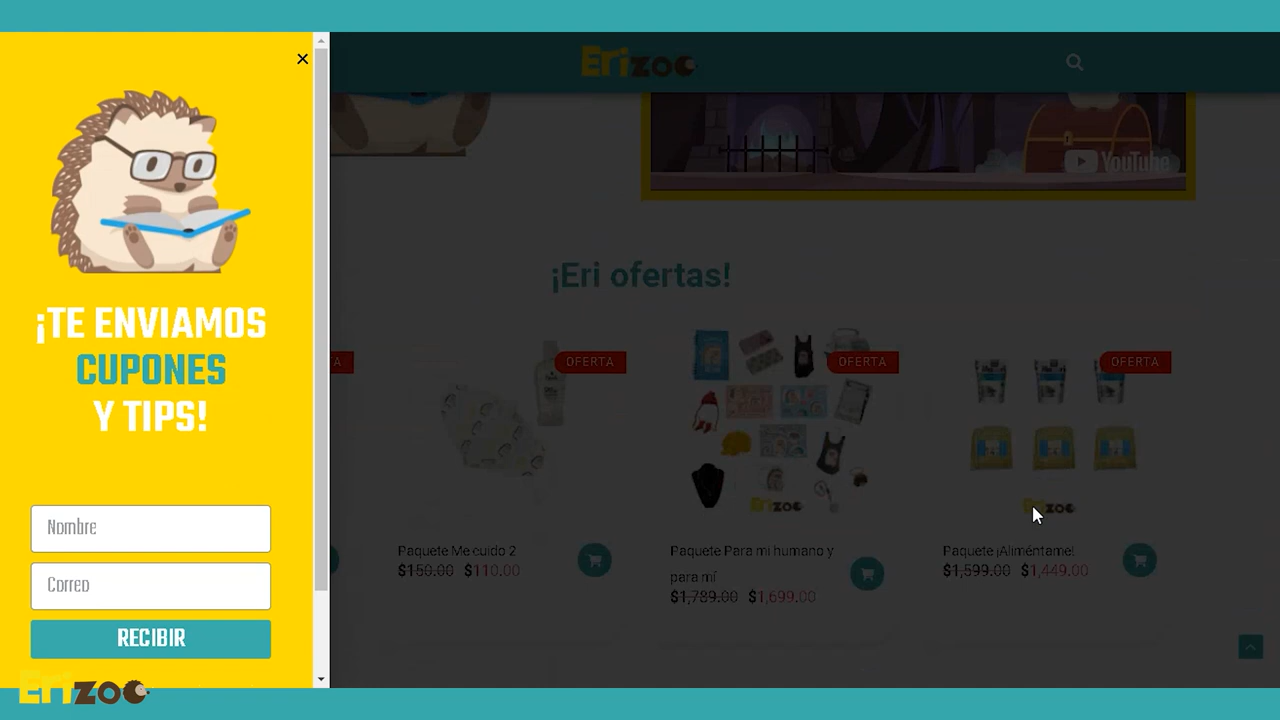 ¡TE ENVIAMOS
CUPONES
Y TIPS!
Nombre
Correo
RECIBIR
Erizoo
Erizoo
YouTube
¡Eri ofertas!
OFERTA
OFERTA
OFERTA
Paquete Me cuido 2
$150.00 $110.00
Paquete Para mi humano y
para mí
$1,789.00 $1,699.00
Erizoo
Paquete ¡Aliméntame!
$1,599.00 $1,449.00
Erizoo